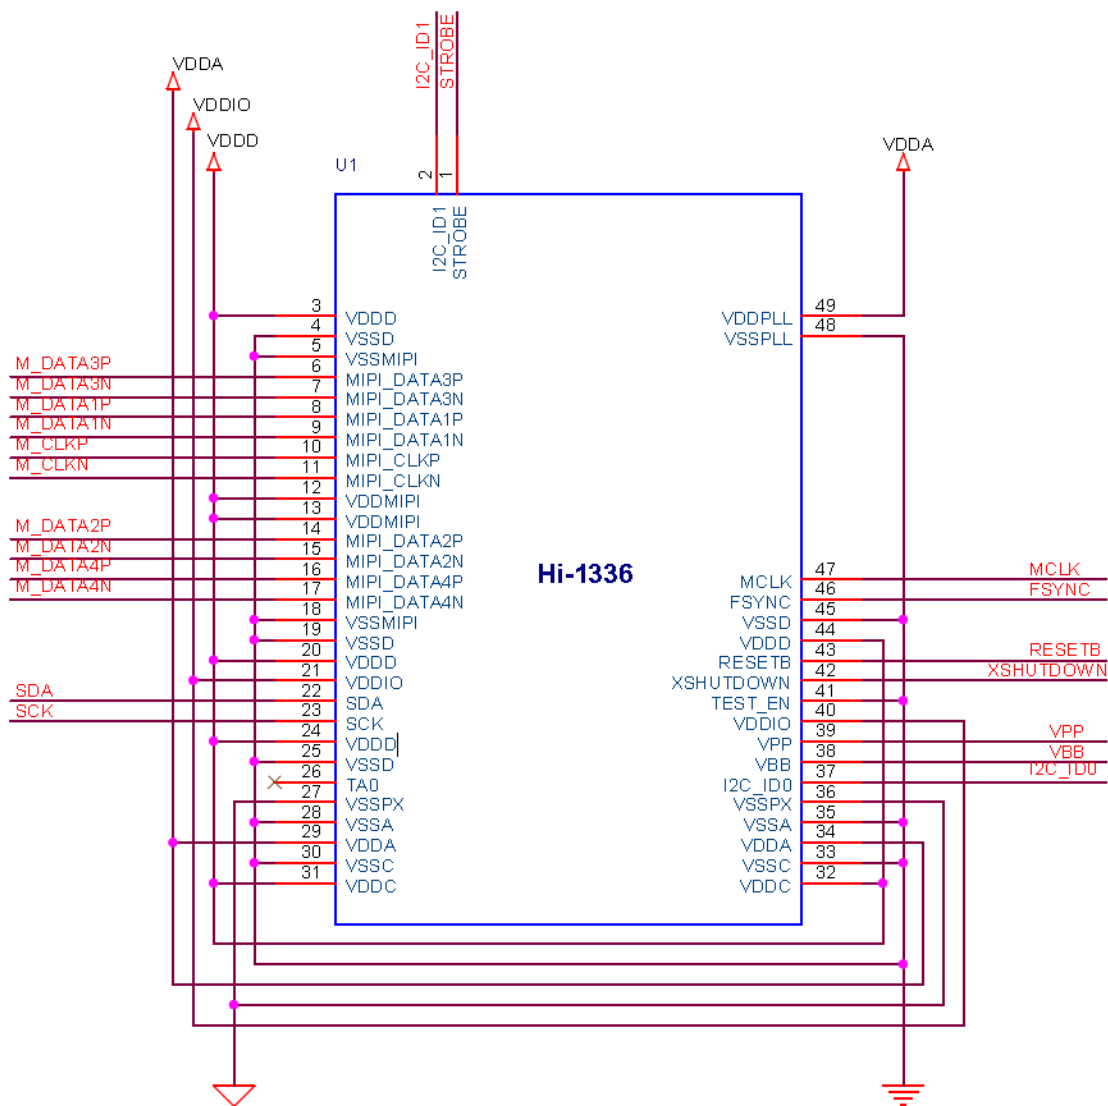 I2C_ID1
STROBE
VDDA
VDDIO
VDDD
VDDA
U1
2
1
I2C_ID1
STROBE
3 VDDD
4 VSSD
5 VSSMIPI
M_DATA3P 6 MIPI_DATA3P
M_DATA3N 7 MIPI_DATA3N
M_DATA1P 8 MIPI_DATA1P
M_DATA1N 9 MIPI_DATA1N
M_CLKP 10 MIPI_CLKP
M_CLKN 11 MIPI_CLKN
12 VDDMIPI
13 VDDMIPI
M_DATA2P 14 MIPI_DATA2P
M_DATA2N 15 MIPI_DATA2N
M_DATA4P 16 MIPI_DATA4P
M_DATA4N 17 MIPI_DATA4N
18 VSSMIPI
19 VSSD
20 VDDD
21 VDDIO
SDA 22 SDA
SCK 23 SCK
24 VDDD
25 VSSD
26 TA0
27 VSSPX
28 VSSA
29 VDDA
30 VSSC
31 VDDC
Hi-1336
VDDPLL 49
VSSPLL 48
MCLK 47 MCLK
FSYNC 46 FSYNC
VSSD 45
VDDD 44
RESETB 43 RESETB
XSHUTDOWN 42 XSHUTDOWN
TEST_EN 41
VDDIO 40
VPP 39 VPP
VBB 38 VBB
I2C_ID0 37 I2C_ID0
VSSPX 36
VSSA 35
VDDA 34
VSSC 33
VDDC 32